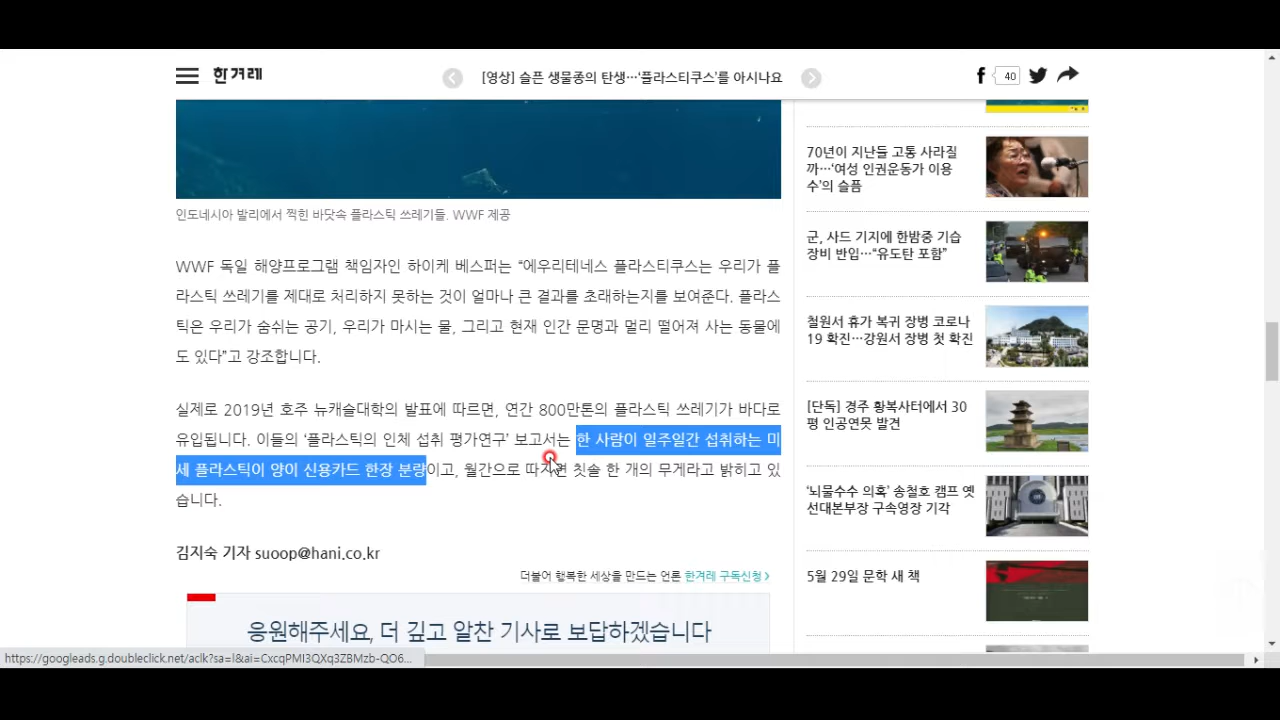 한겨레
[영상] 슬픈 생물종의 탄생…‘플라스티쿠스’를 아시나요
40
인도네시아 발리에서 찍힌 바닷속 플라스틱 쓰레기들. WWF 제공
WWF 독일 해양프로그램 책임자인 하이케 베스퍼는 “에우리테네스 플라스티쿠스는 우리가 플
라스틱 쓰레기를 제대로 처리하지 못하는 것이 얼마나 큰 결과를 초래하는지를 보여준다. 플라스
틱은 우리가 숨쉬는 공기, 우리가 마시는 물, 그리고 현재 인간 문명과 멀리 떨어져 사는 동물에
도 있다”고 강조합니다.
실제로 2019년 호주 뉴캐슬대학의 발표에 따르면, 연간 800만톤의 플라스틱 쓰레기가 바다로
유입됩니다. 이들의 ‘플라스틱의 인체 섭취 평가연구’ 보고서는 한 사람이 일주일간 섭취하는 미
세 플라스틱이 양이 신용카드 한장 분량이고, 월간으로 따지면 칫솔 한 개의 무게라고 밝히고 있
습니다.
김지숙 기자 suoop@hani.co.kr
더불어 행복한 세상을 만드는 언론 한겨레 구독신청 >
응원해주세요, 더 깊고 알찬 기사로 보답하겠습니다
70년이 지난들 고통 사라질
까…‘여성 인권운동가 이용
수’의 슬픔
군, 사드 기지에 한밤중 기습
장비 반입…“유도탄 포함”
철원서 휴가 복귀 장병 코로나
19 확진…강원서 장병 첫 확진
[단독] 경주 황복사터에서 30
평 인공연못 발견
‘뇌물수수 의혹’ 송철호 캠프 옛
선대본부장 구속영장 기각
5월 29일 문학 새 책
https://googleads.g.doubleclick.net/aclk?sa=l&ai=CxcqPMI3QXq3ZBMzb-QO6...